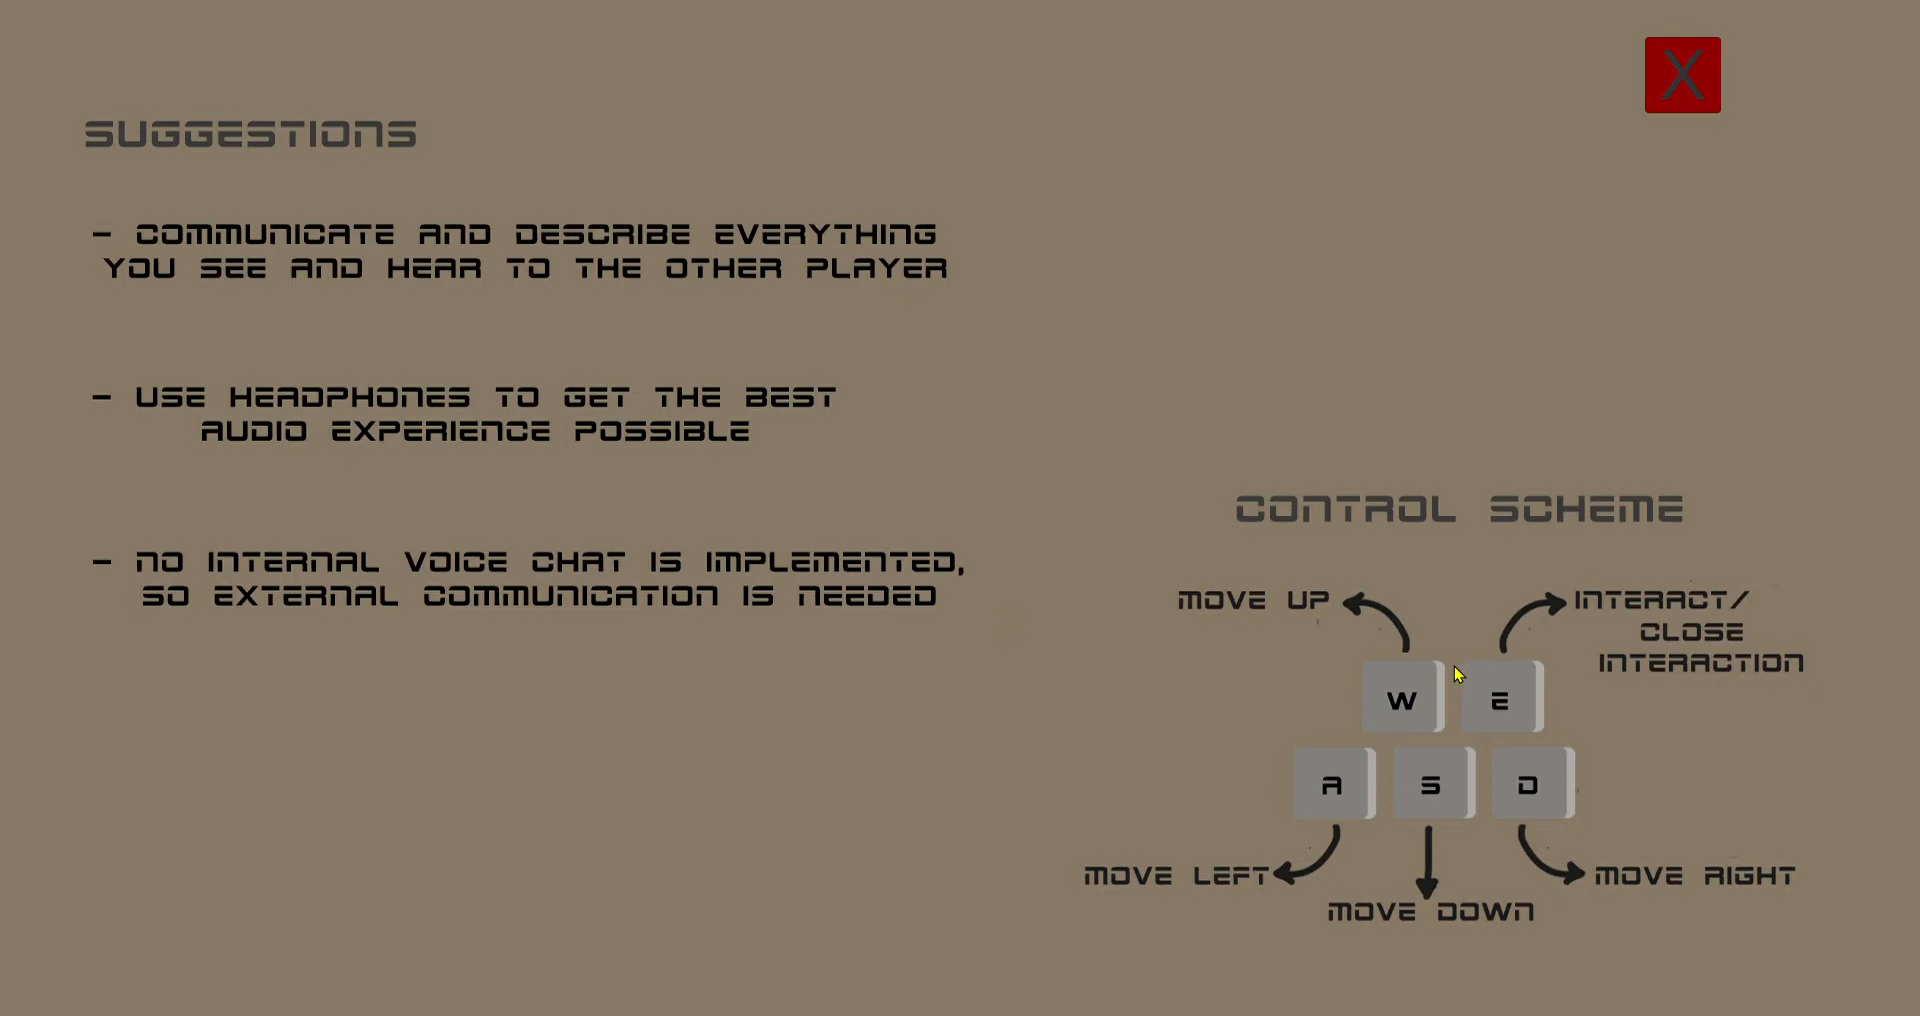 X
SUGGESTIONS
- COMMUNICATE AND DESCRIBE EVERYTHING
YOU SEE AND HEAR TO THE OTHER PLAYER
- USE HEADPHONES TO GET THE BEST
AUDIO EXPERIENCE POSSIBLE
- NO INTERNAL VOICE CHAT IS IMPLEMENTED,
SO EXTERNAL COMMUNICATION IS NEEDED
CONTROL SCHEME
MOVE UP
INTERACT/
CLOSE
INTERACTION
W
E
A
S
D
MOVE LEFT
MOVE RIGHT
MOVE DOWN